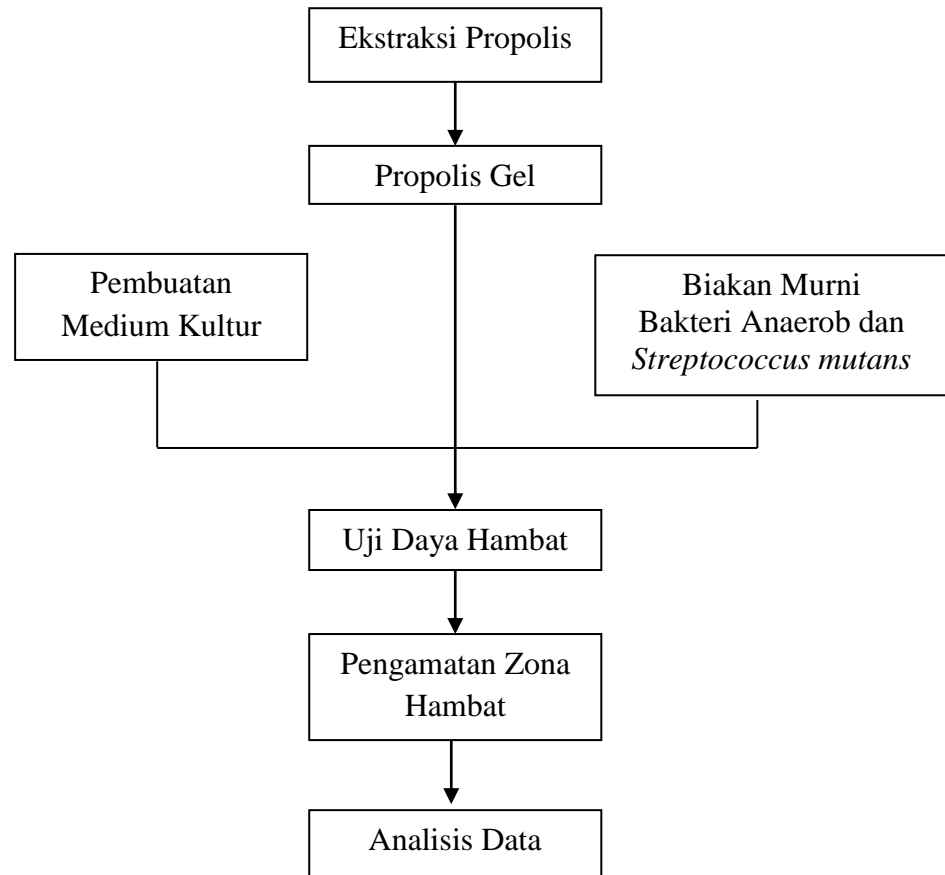 Ekstraksi Propolis
Propolis Gel
Pembuatan
Medium Kultur
Biakan Murni
Bakteri Anaerob dan
Streptococcus mutans
Uji Daya Hambat
Pengamatan Zona
Hambat
Analisis Data